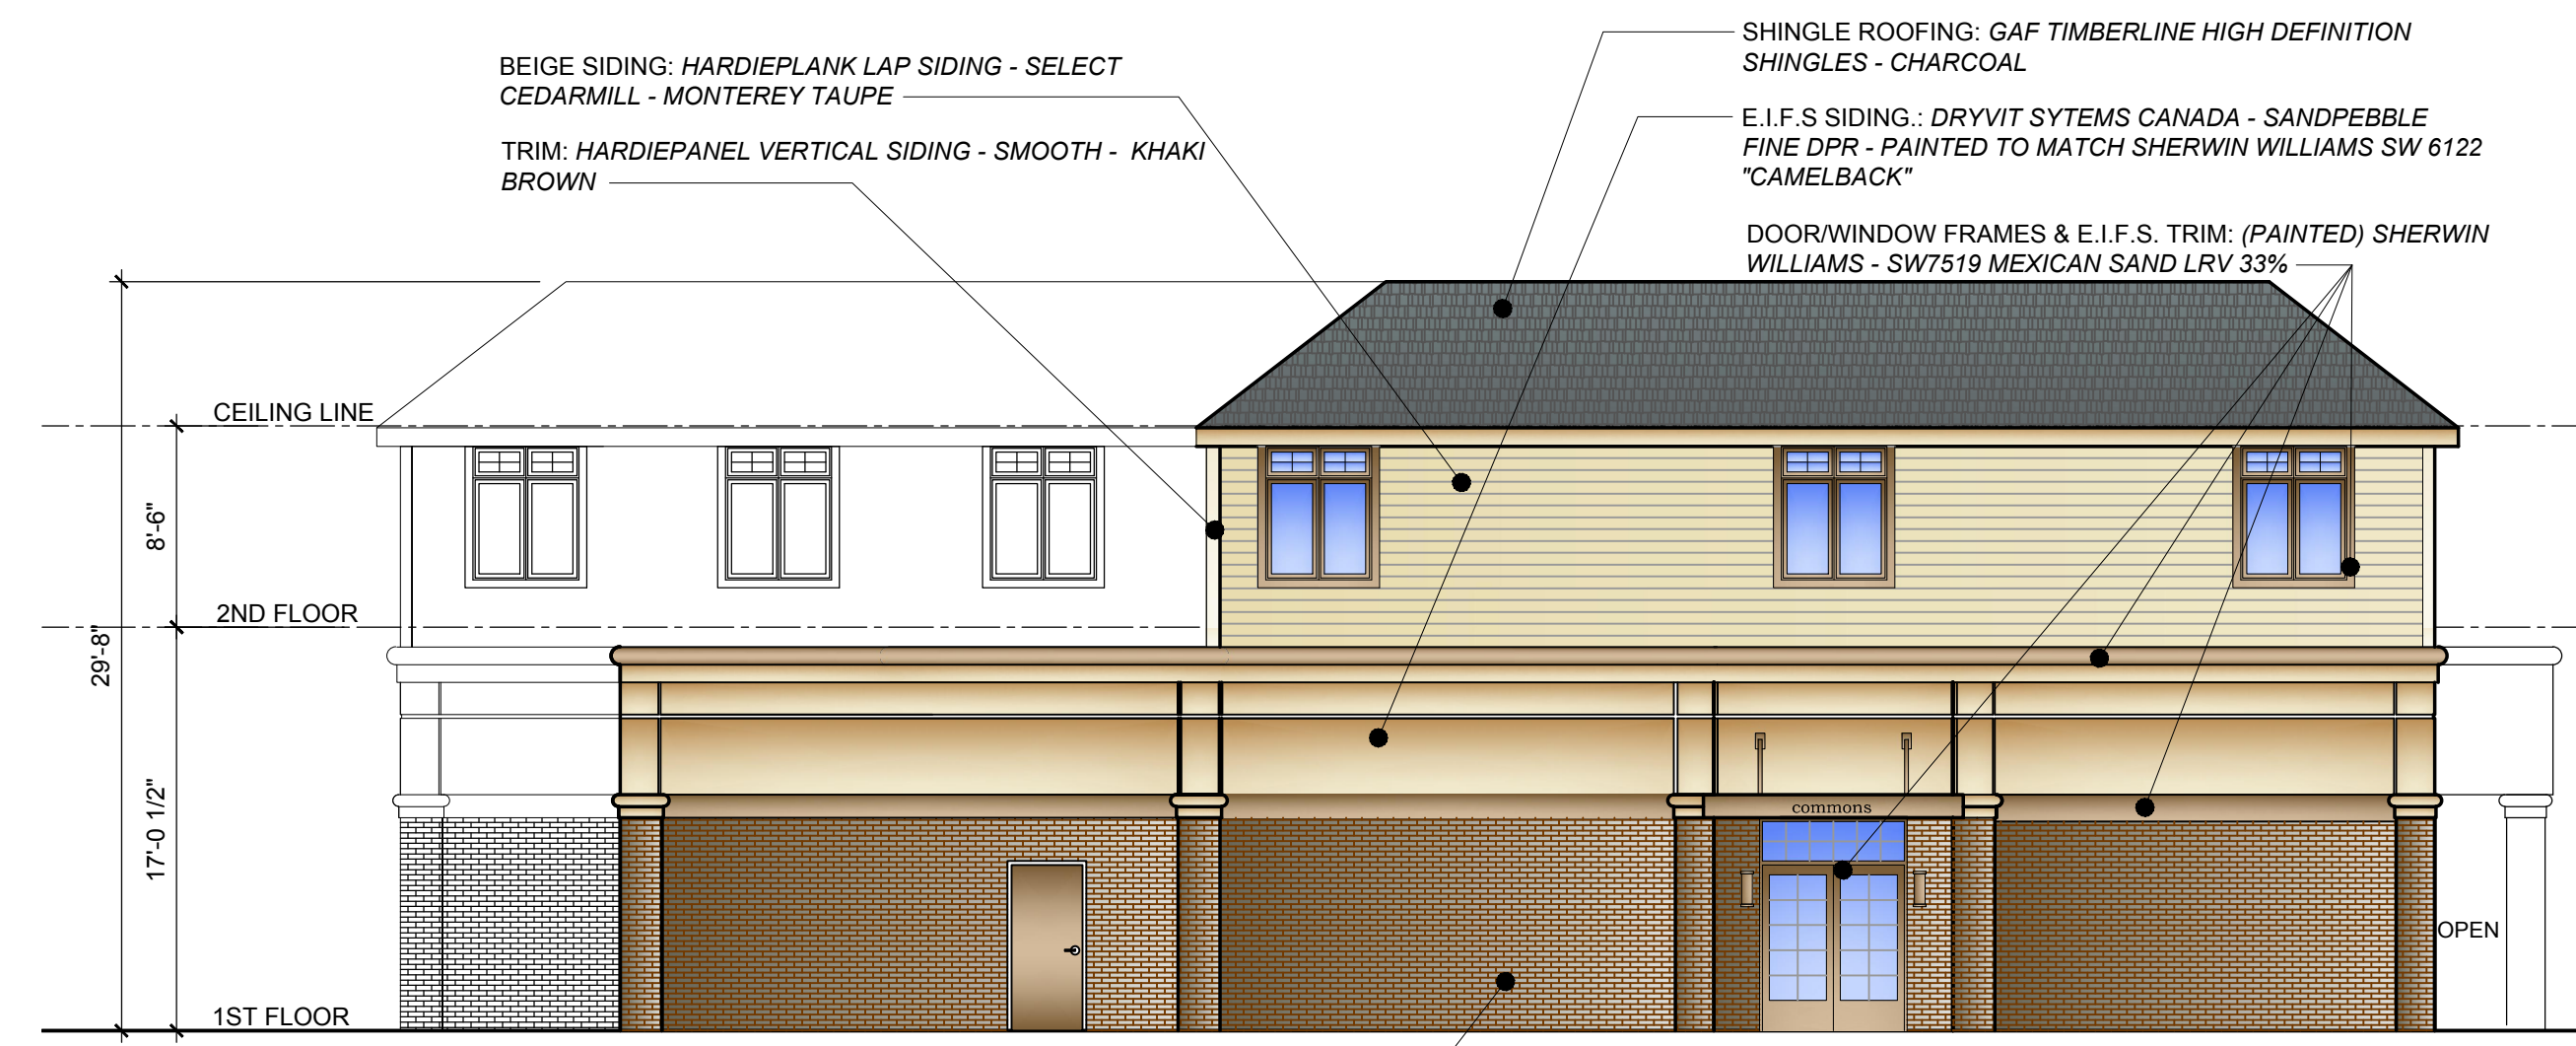 SHINGLE ROOFING: GAF TIMBERLINE HIGH DEFINITION
SHINGLES - CHARCOAL
BEIGE SIDING: HARDIEPLANK LAP SIDING - SELECT
CEDARMILL - MONTEREY TAUPE
E.I.F.S SIDING.: DRYVIT SYTEMS CANADA - SANDPEBBLE
FINE DPR - PAINTED TO MATCH SHERWIN WILLIAMS SW 6122
"CAMELBACK"
TRIM: HARDIEPANEL VERTICAL SIDING - SMOOTH - KHAKI
BROWN
DOOR/WINDOW FRAMES & E.I.F.S. TRIM: (PAINTED) SHERWIN
WILLIAMS - SW7519 MEXICAN SAND LRV 33%
CEILING LINE
8'-6"
2ND FLOOR
29'-8"
17'-0 1/2"
commons
OPEN
1ST FLOOR